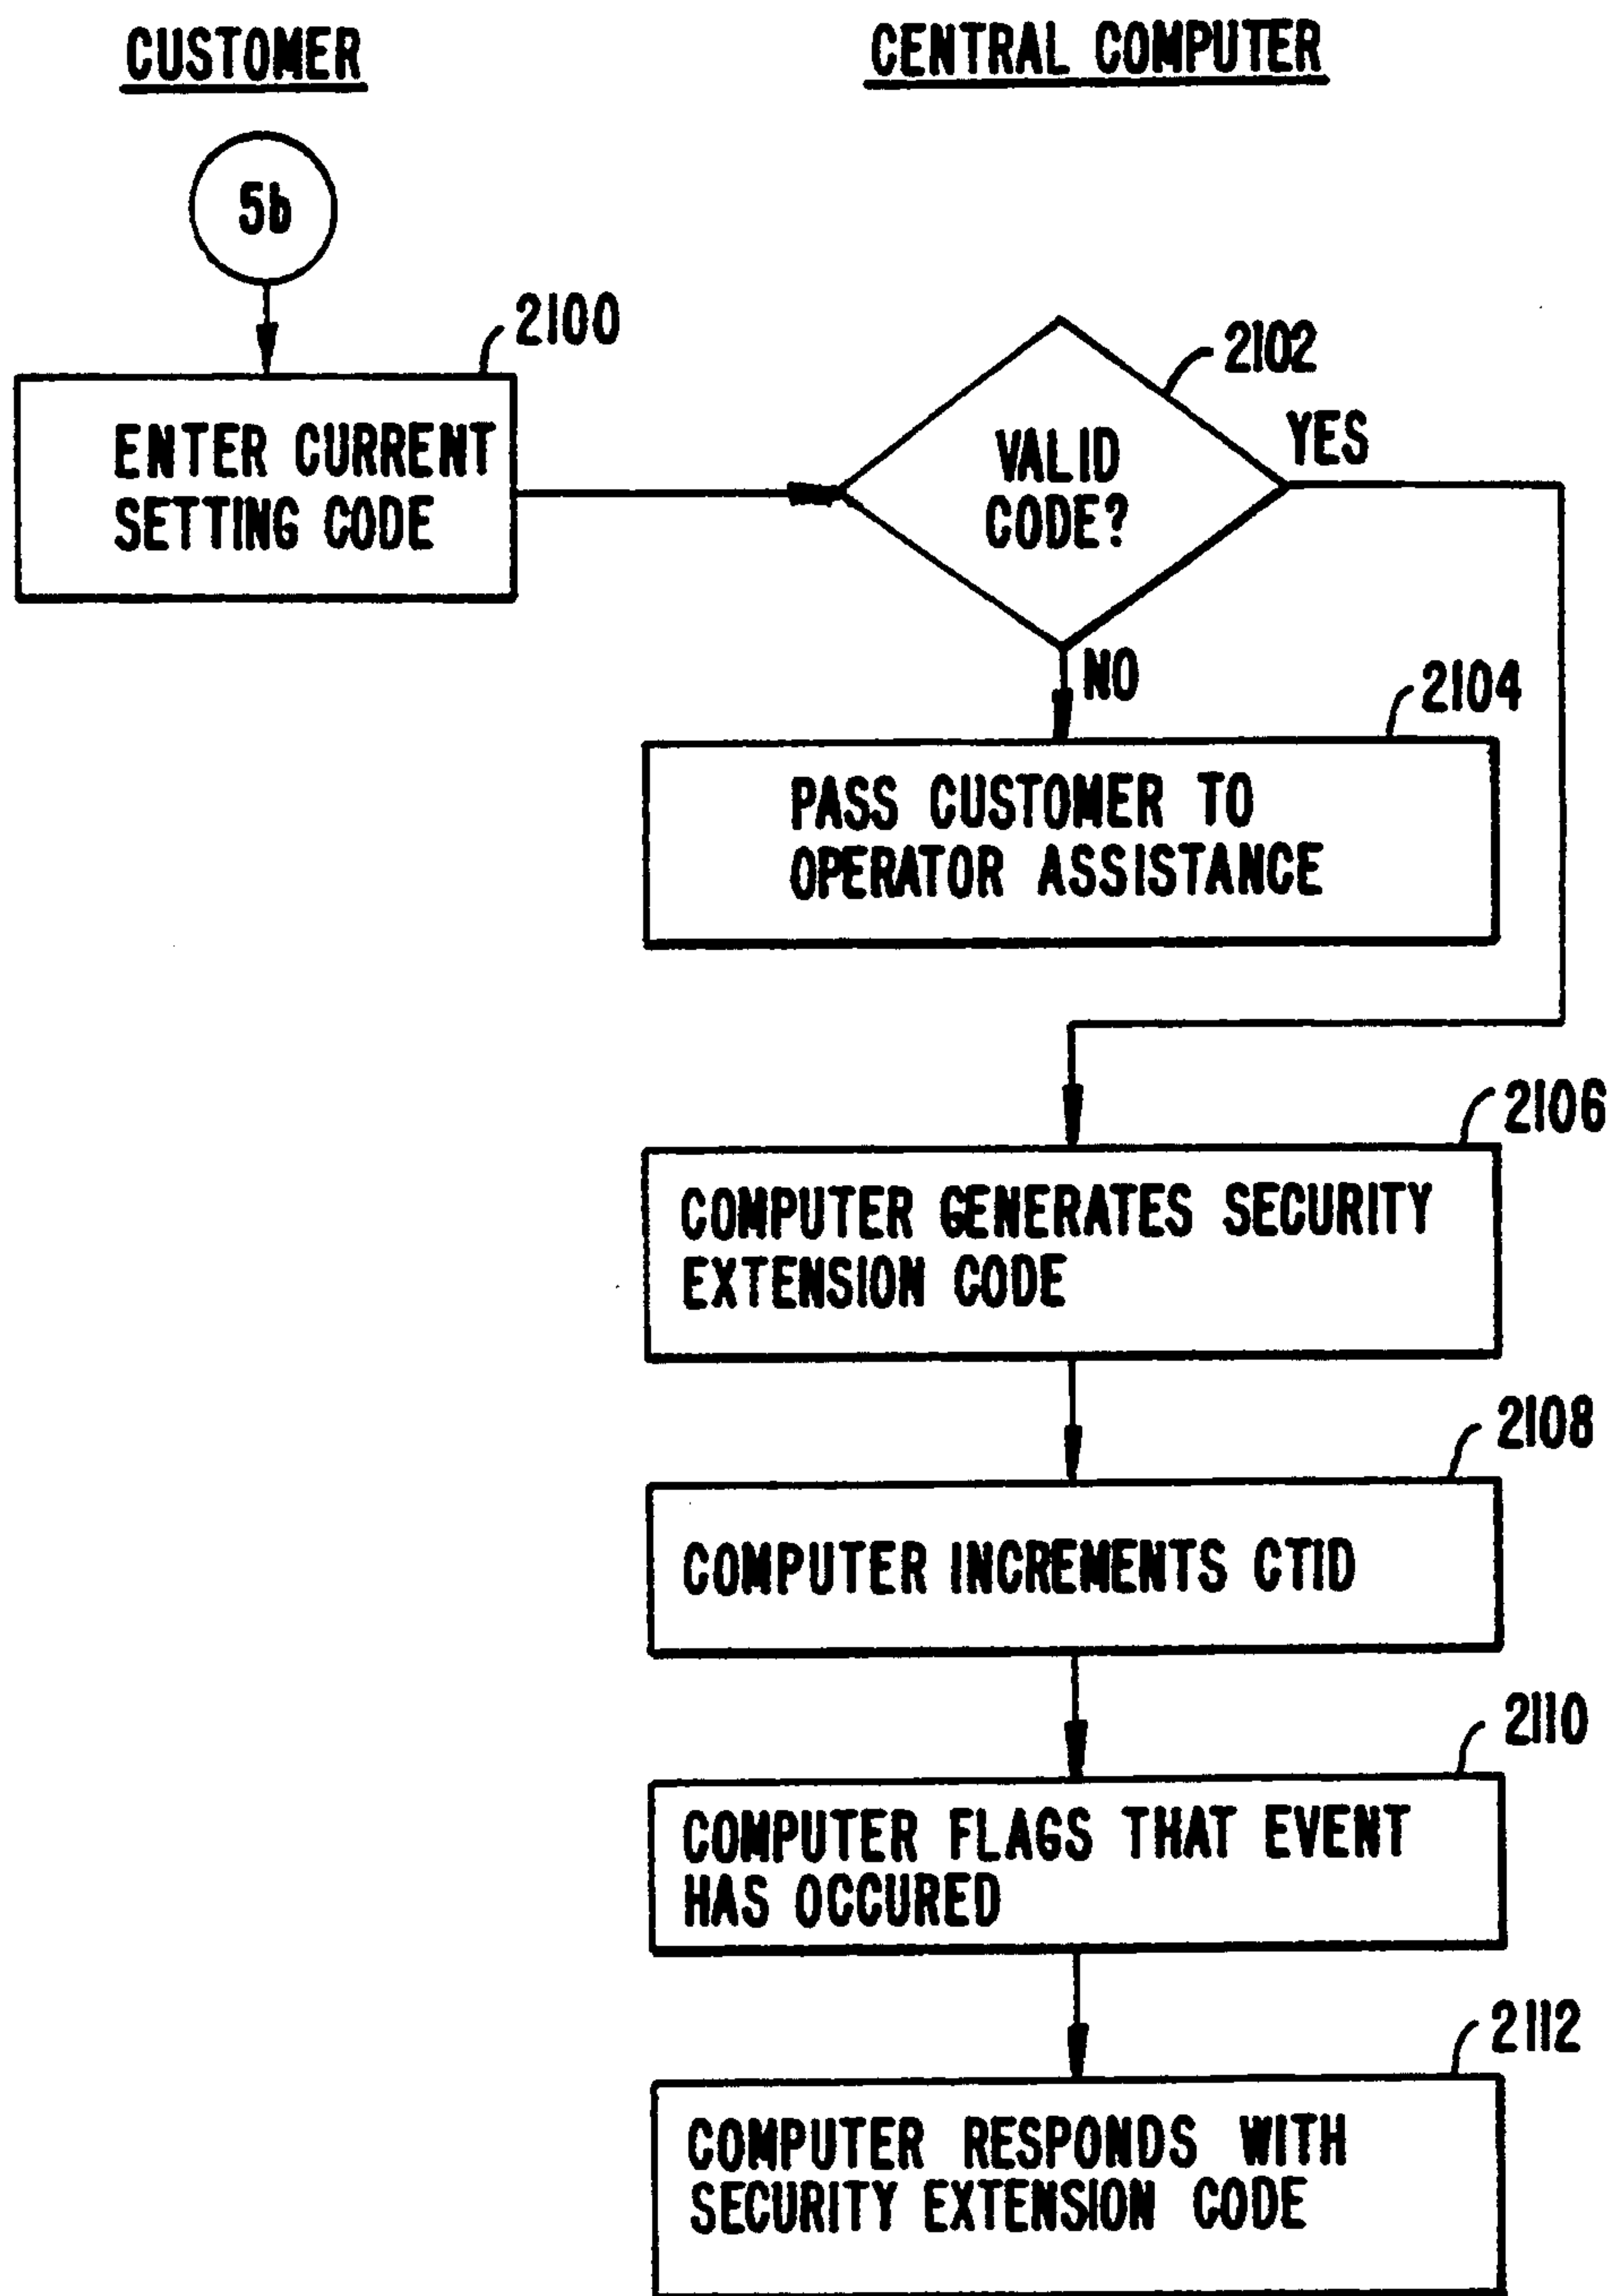 CUSTOMER
CENTRAL COMPUTER
5b
2100
ENTER CURRENT
SETTING CODE
2102
VALID
CODE?
YES
NO
2104
PASS CUSTOMER TO
OPERATOR ASSISTANCE
2106
COMPUTER GENERATES SECURITY
EXTENSION CODE
2108
COMPUTER INCREMENTS CTID
2110
COMPUTER FLAGS THAT EVENT
HAS OCCURED
2112
COMPUTER RESPONDS WITH
SECURITY EXTENSION CODE